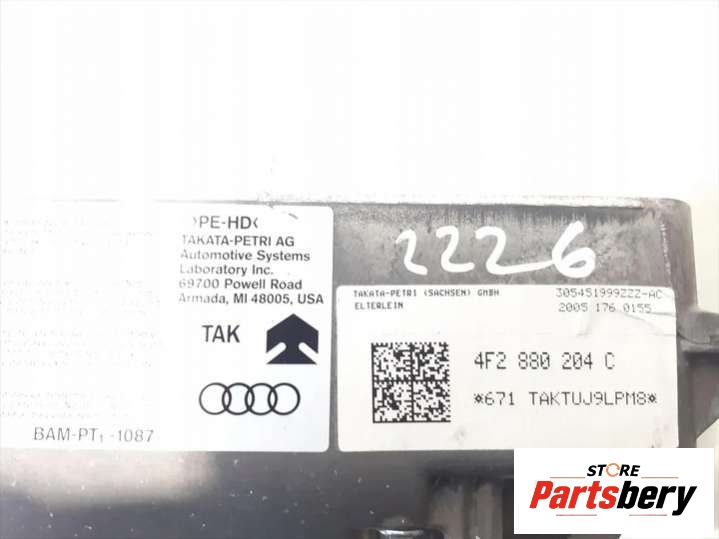 >PE-HD<
TAKATA-PETRI AG
Automotive Systems
Laboratory Inc.
69700 Powell Road
Armada, MI 48005, USA
TAK
BAM-PT₁ -1087
2226
TAKATA-PETRI (SACHSEN) GMBH
ELTERLEIN
305451999ZZZ-AC
2005 176 0155
4F2 880 204 C
*671 TAKTUJ9LPM8*
STORE
Partsbery